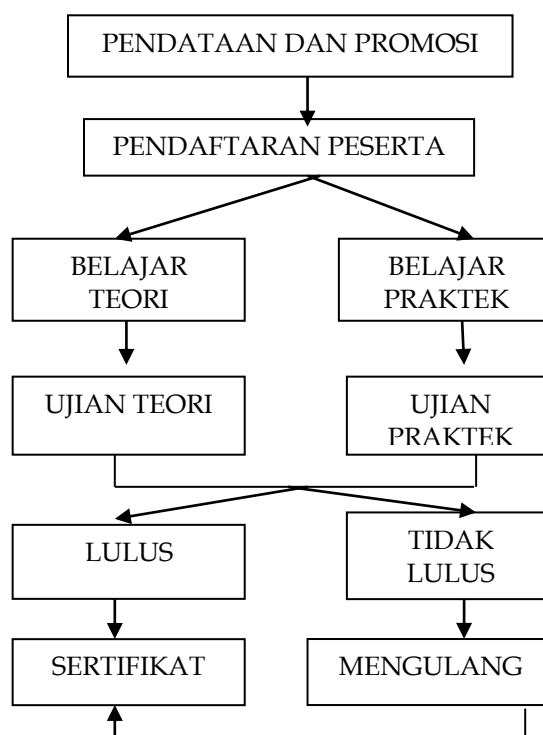 PENDATAAN DAN PROMOSI
PENDAFTARAN PESERTA
BELAJAR
TEORI
BELAJAR
PRAKTEK
UJIAN TEORI
UJIAN
PRAKTEK
LULUS
TIDAK
LULUS
SERTIFIKAT
MENGULANG